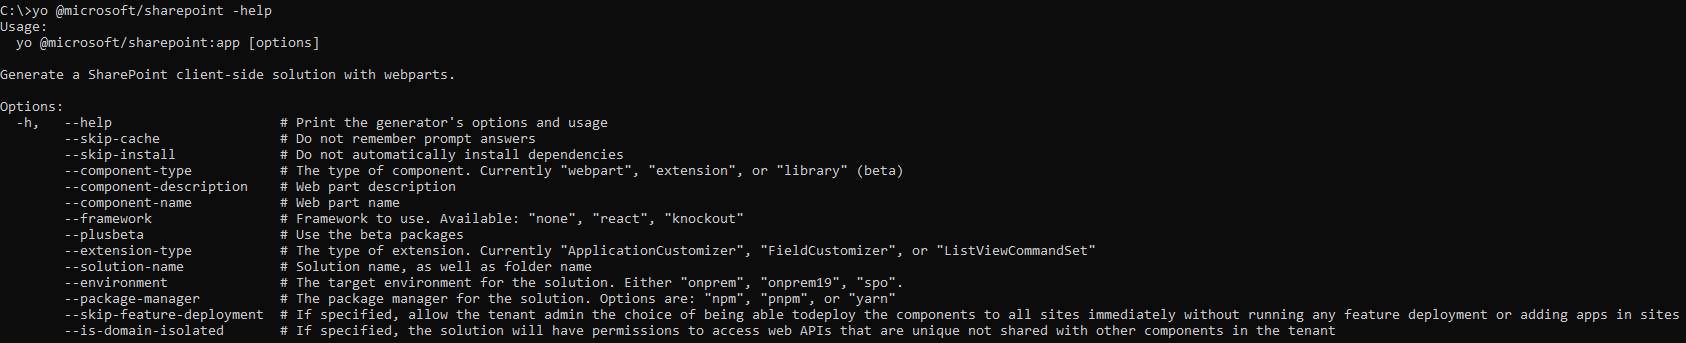 C:\>yo @microsoft/sharepoint -help
Usage:
  yo @microsoft/sharepoint:app [options]

Generate a SharePoint client-side solution with webparts.

Options:
  -h,   --help                     # Print the generator's options and usage
        --skip-cache               # Do not remember prompt answers
        --skip-install             # Do not automatically install dependencies
        --component-type           # The type of component. Currently "webpart", "extension", or "library" (beta)
        --component-description    # Web part description
        --component-name           # Web part name
        --framework                # Framework to use. Available: "none", "react", "knockout"
        --plusbeta                 # Use the beta packages
        --extension-type           # The type of extension. Currently "ApplicationCustomizer", "FieldCustomizer", or "ListViewCommandSet"
        --solution-name            # Solution name, as well as folder name
        --environment              # The target environment for the solution. Either "onprem", "onprem19", "spo".
        --package-manager          # The package manager for the solution. Options are: "npm", "pnpm", or "yarn"
        --skip-feature-deployment  # If specified, allow the tenant admin the choice of being able todeploy the components to all sites immediately without running any feature deployment or adding apps in sites
        --is-domain-isolated       # If specified, the solution will have permissions to access web APIs that are unique not shared with other components in the tenant